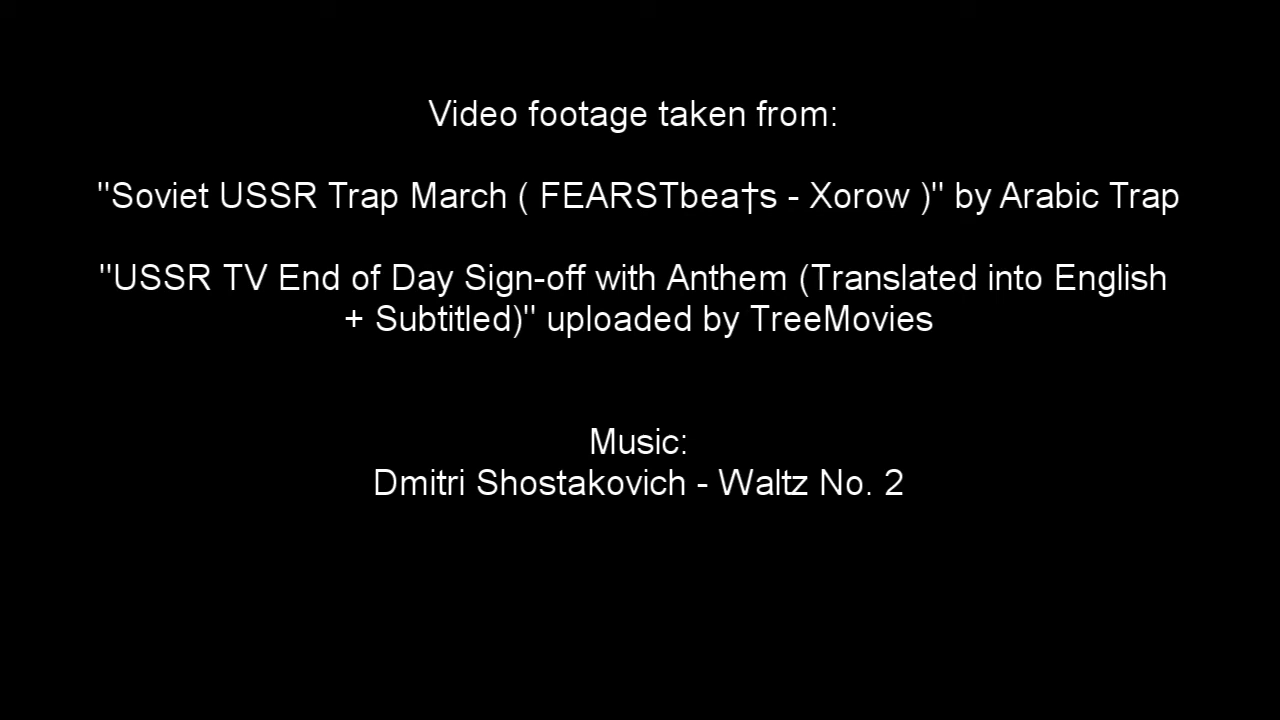 Video footage taken from:
"Soviet USSR Trap March ( FEARSTbea†s - Xorow )" by Arabic Trap
"USSR TV End of Day Sign-off with Anthem (Translated into English
+ Subtitled)" uploaded by TreeMovies
Music:
Dmitri Shostakovich - Waltz No. 2